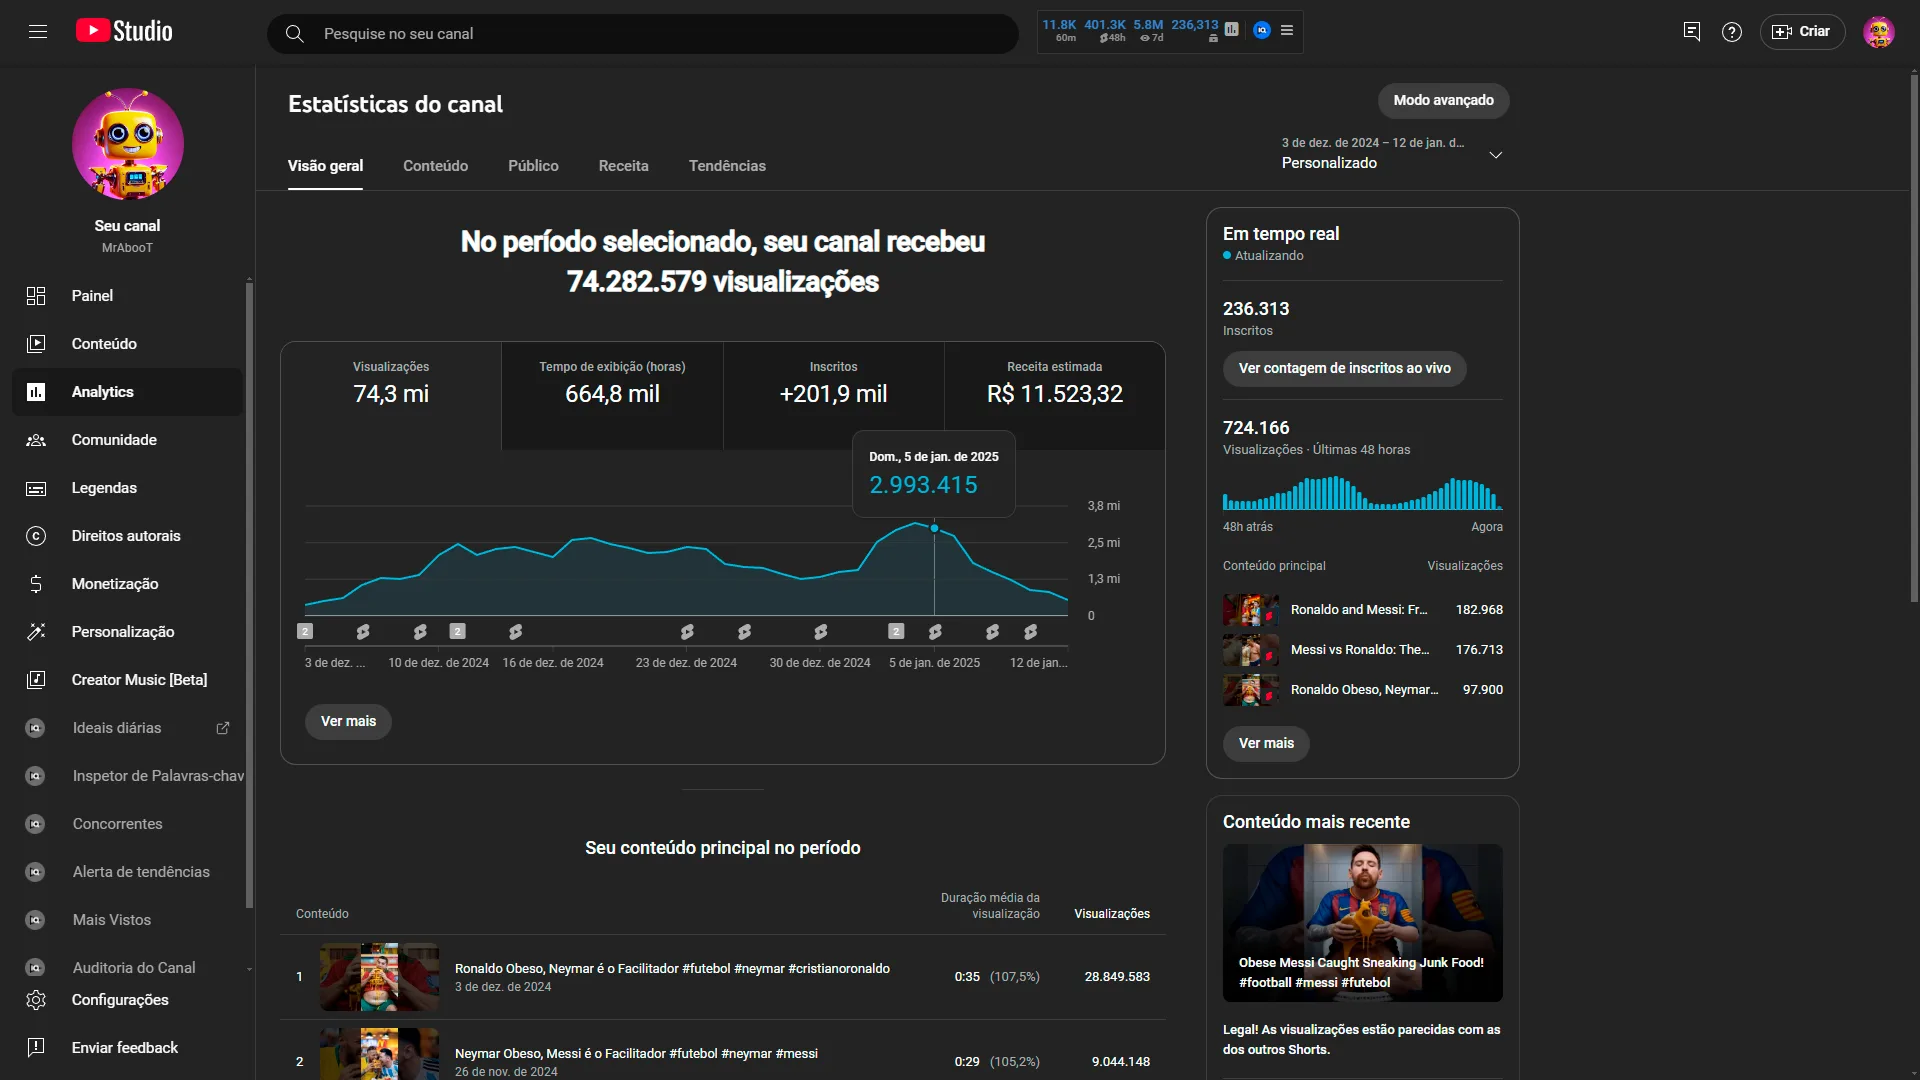 Studio
Pesquise no seu canal
11.8K 401.3K 5.8M 236,313
60m 48h 7d
Criar
Seu canal
MrAbooT
Painel
Conteúdo
Analytics
Comunidade
Legendas
Direitos autorais
Monetização
Personalização
Creator Music [Beta]
Ideais diárias
Inspetor de Palavras-chav
Concorrentes
Alerta de tendências
Mais Vistos
Auditoria do Canal
Configurações
Enviar feedback
Estatísticas do canal
Modo avançado
Visão geral
Conteúdo
Público
Receita
Tendências
3 de dez. de 2024 – 12 de jan. d...
Personalizado
No período selecionado, seu canal recebeu
74.282.579 visualizações
Visualizações
74,3 mi
Tempo de exibição (horas)
664,8 mil
Inscritos
+201,9 mil
Receita estimada
R$ 11.523,32
Dom., 5 de jan. de 2025
2.993.415
3,8 mi
2,5 mi
1,3 mi
0
2 2 2
3 de dez. ... 10 de dez. de 2024 16 de dez. de 2024 23 de dez. de 2024 30 de dez. de 2024 5 de jan. de 2025 12 de jan...
Ver mais
Seu conteúdo principal no período
Conteúdo
Duração média da
visualização
Visualizações
1 Ronaldo Obeso, Neymar é o Facilitador #futebol #neymar #cristianoronaldo 0:35 (107,5%) 28.849.583
3 de dez. de 2024
2 Neymar Obeso, Messi é o Facilitador #futebol #neymar #messi 0:29 (105,2%) 9.044.148
26 de nov. de 2024
Em tempo real
Atualizando
236.313
Inscritos
Ver contagem de inscritos ao vivo
724.166
Visualizações · Últimas 48 horas
48h atrás Agora
Conteúdo principal Visualizações
Ronaldo and Messi: Fr... 182.968
Messi vs Ronaldo: The... 176.713
Ronaldo Obeso, Neymar... 97.900
Ver mais
Conteúdo mais recente
Obese Messi Caught Sneaking Junk Food!
#football #messi #futebol
Legal! As visualizações estão parecidas com as
dos outros Shorts.